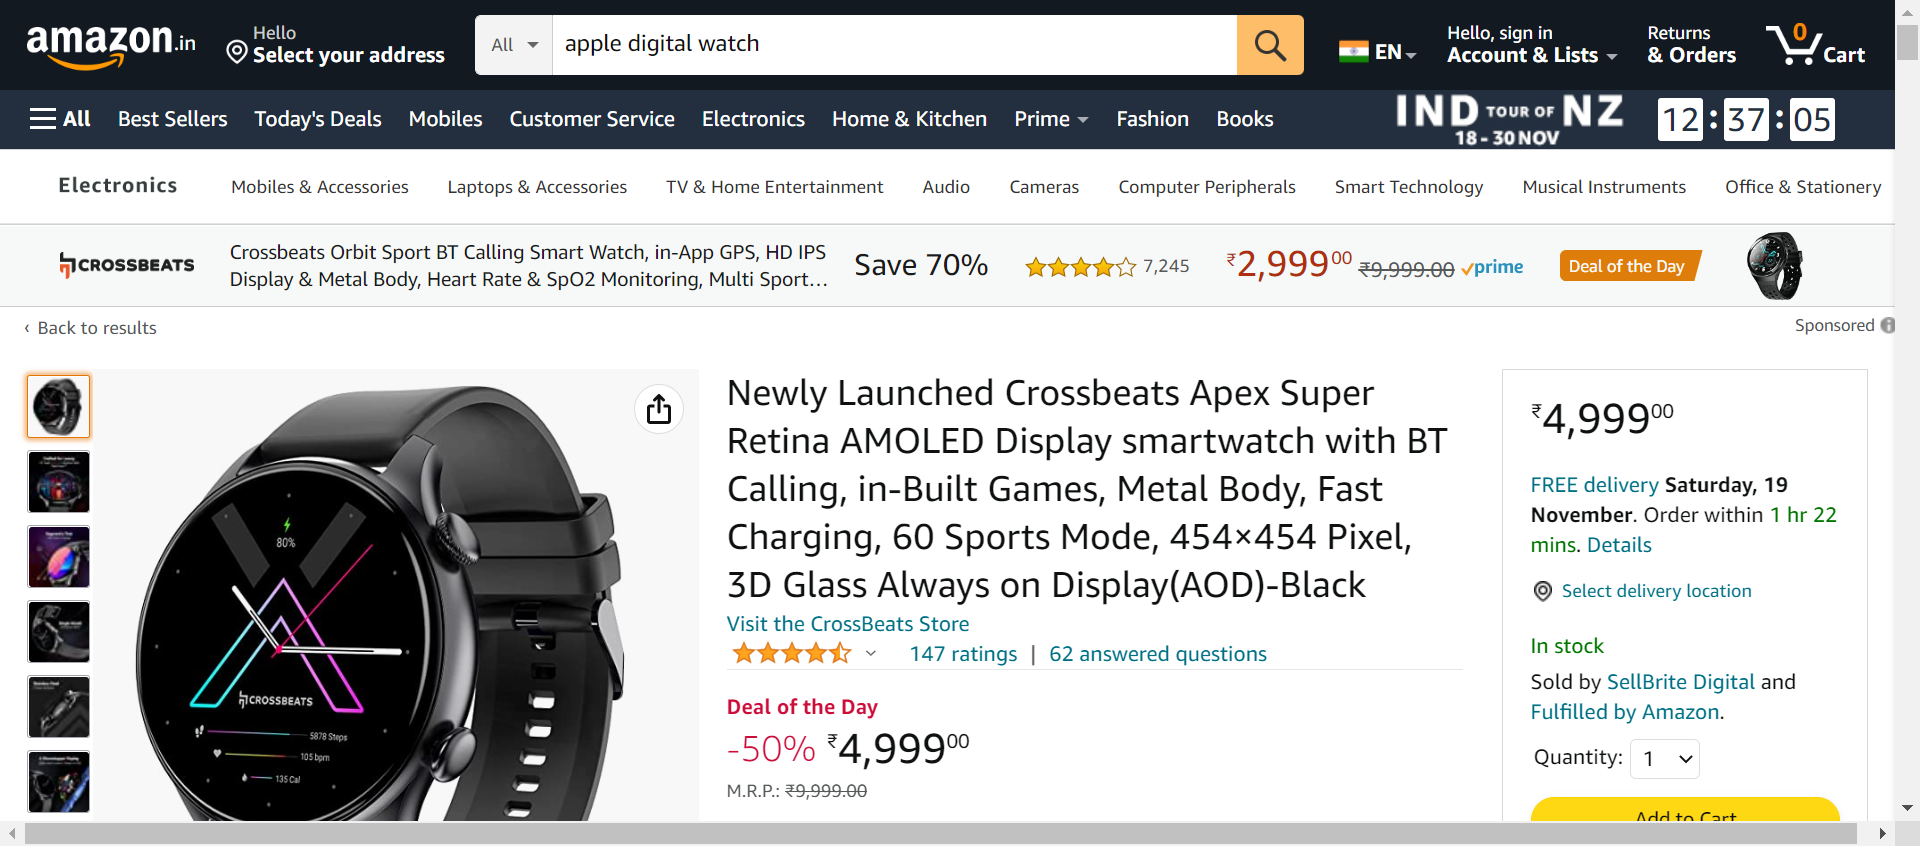 amazon.in
Hello
Select your address
All
apple digital watch
EN
Hello, sign in
Account & Lists
Returns
& Orders
0
Cart
All
Best Sellers
Today's Deals
Mobiles
Customer Service
Electronics
Home & Kitchen
Prime
Fashion
Books
IND TOUR OF NZ
18 - 30 NOV
12 : 37 : 05
Electronics
Mobiles & Accessories
Laptops & Accessories
TV & Home Entertainment
Audio
Cameras
Computer Peripherals
Smart Technology
Musical Instruments
Office & Stationery
CROSSBEATS
Crossbeats Orbit Sport BT Calling Smart Watch, in-App GPS, HD IPS
Display & Metal Body, Heart Rate & SpO2 Monitoring, Multi Sport...
Save 70%
7,245
₹2,99900
₹9,999.00
prime
Deal of the Day
‹ Back to results
Sponsored
80%
CROSSBEATS
5878 Steps
105 bpm
135 Cal
Newly Launched Crossbeats Apex Super
Retina AMOLED Display smartwatch with BT
Calling, in-Built Games, Metal Body, Fast
Charging, 60 Sports Mode, 454×454 Pixel,
3D Glass Always on Display(AOD)-Black
Visit the CrossBeats Store
147 ratings | 62 answered questions
Deal of the Day
-50% ₹4,99900
M.R.P.: ₹9,999.00
₹4,99900
FREE delivery Saturday, 19
November. Order within 1 hr 22
mins. Details
Select delivery location
In stock
Sold by SellBrite Digital and
Fulfilled by Amazon.
Quantity: 1
Add to Cart